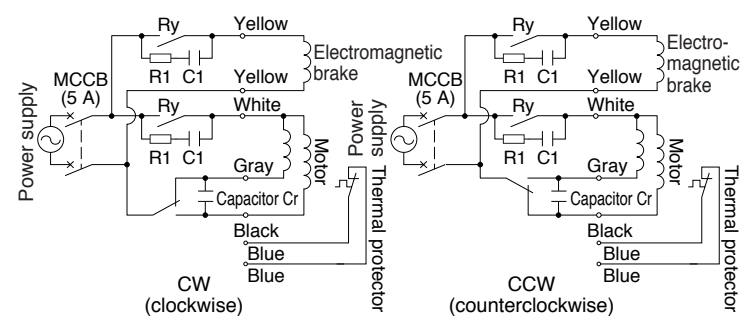 Ry
Yellow
Electromagnetic
brake
R1 C1
Yellow
MCCB
(5 A)
Power supply
Ry
White
R1 C1
Motor
Gray
Capacitor Cr
Thermal protector
Black
Blue
Blue
CW
(clockwise)
Ry
Yellow
Electro-
magnetic
brake
R1 C1
Yellow
MCCB
(5 A)
Power
supply
Ry
White
R1 C1
Motor
Gray
Capacitor Cr
Thermal protector
Black
Blue
Blue
CCW
(counterclockwise)